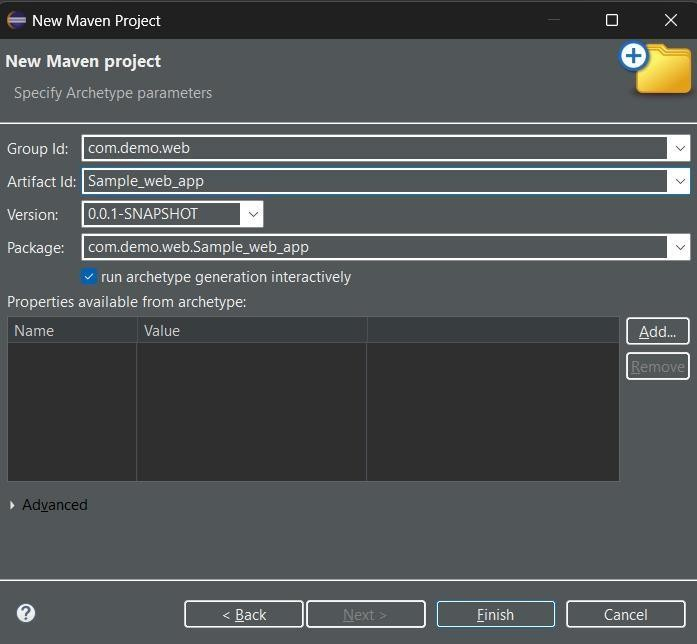 New Maven Project
New Maven project
Specify Archetype parameters
Group Id: com.demo.web
Artifact Id: Sample_web_app
Version: 0.0.1-SNAPSHOT
Package: com.demo.web.Sample_web_app
run archetype generation interactively
Properties available from archetype:
Name Value
Add...
Remove
Advanced
?
< Back Next > Finish Cancel